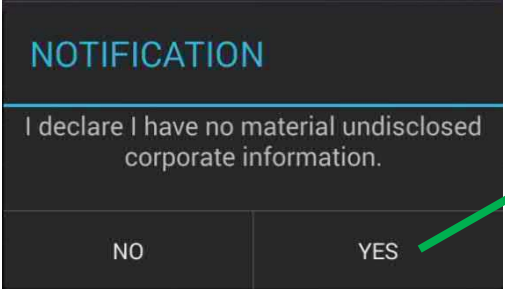 NOTIFICATION
I declare I have no material undisclosed
corporate information.
NO YES